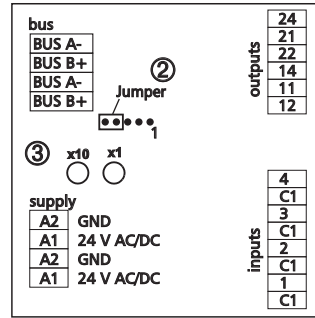 bus
BUS A-
BUS B+
BUS A-
BUS B+
②
Jumper
1
③
x10 x1
supply
A2 GND
A1 24 V AC/DC
A2 GND
A1 24 V AC/DC
outputs
24
21
22
14
11
12
inputs
4
C1
3
C1
2
C1
1
C1